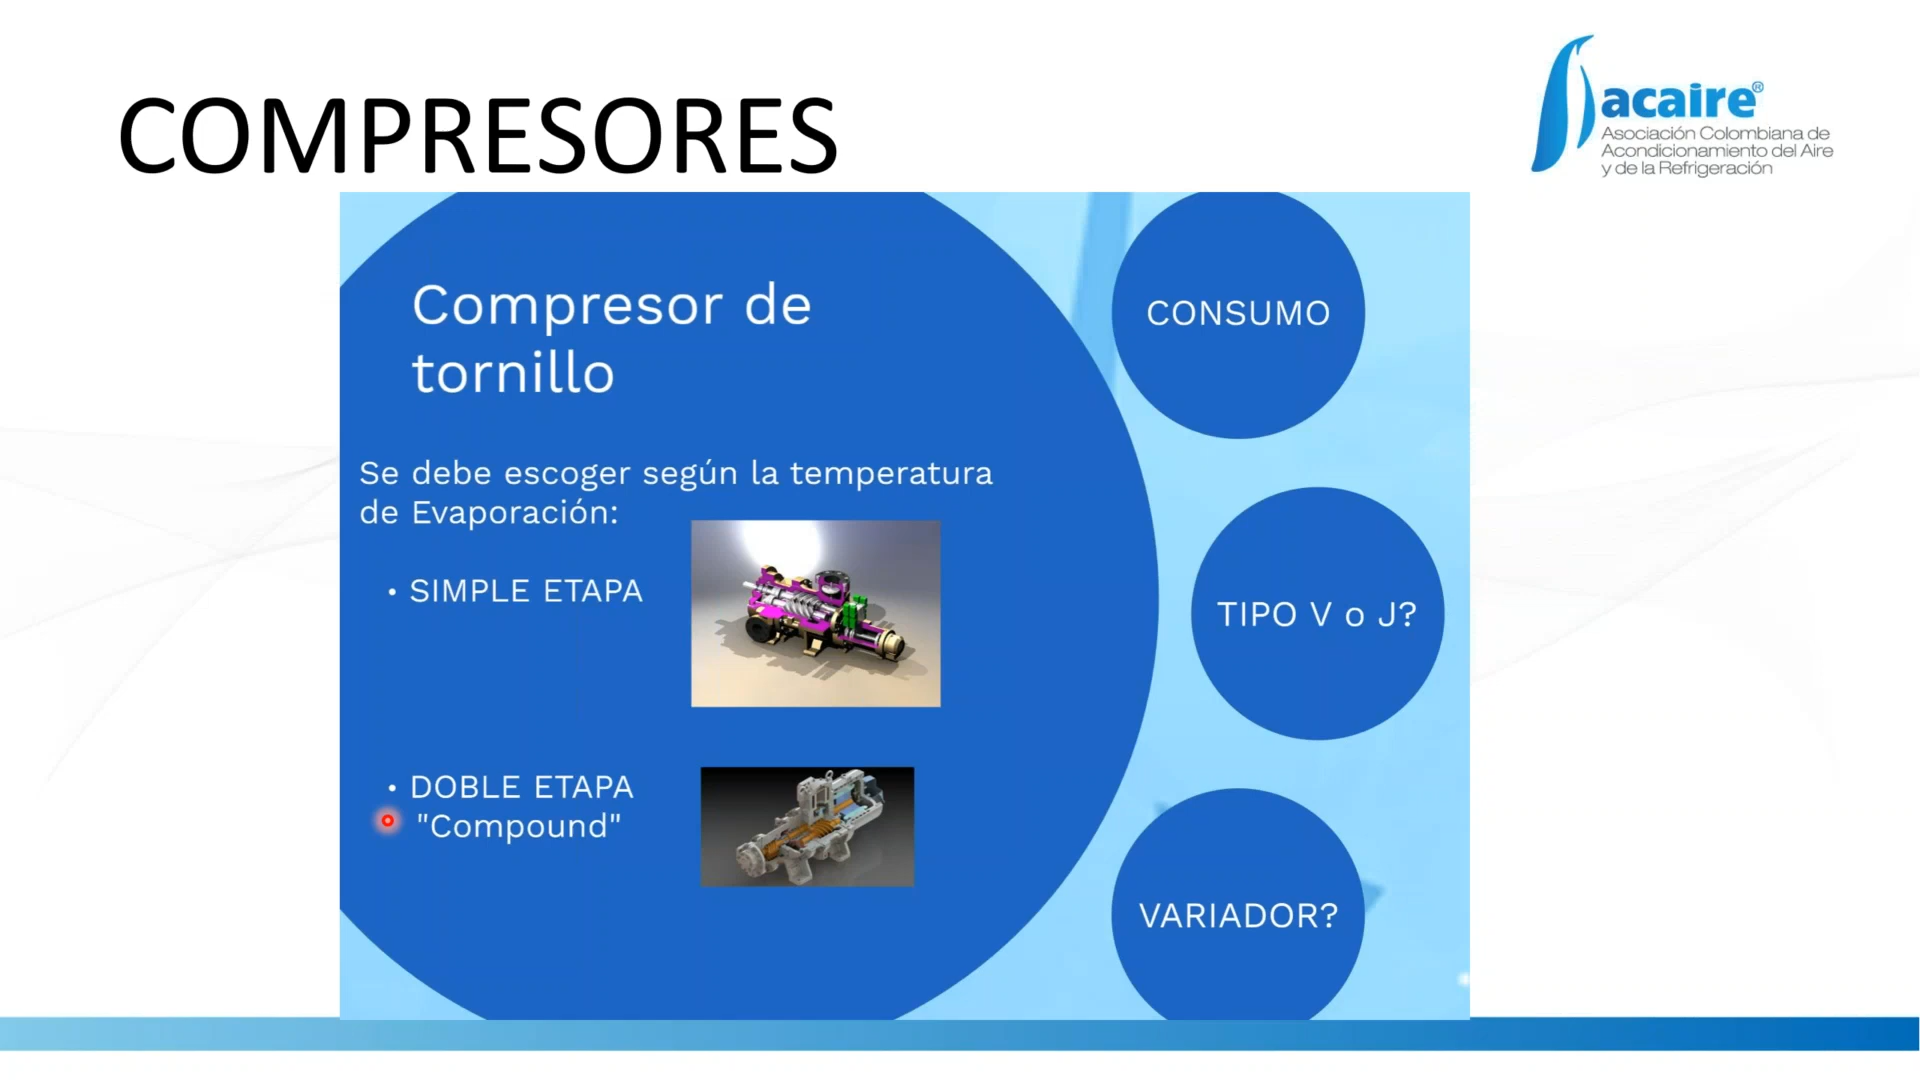 COMPRESORES
acaire®
Asociación Colombiana de
Acondicionamiento del Aire
y de la Refrigeración
Compresor de
tornillo
Se debe escoger según la temperatura
de Evaporación:
• SIMPLE ETAPA
• DOBLE ETAPA
"Compound"
CONSUMO
TIPO V o J?
VARIADOR?